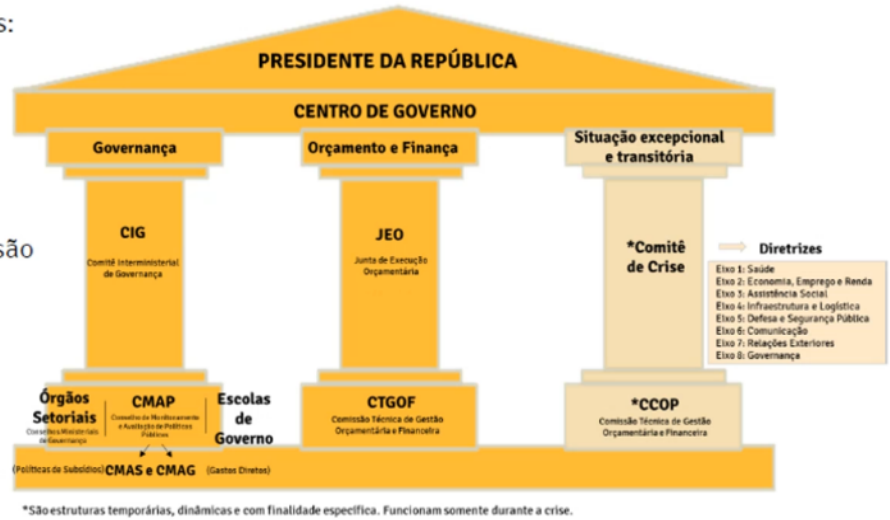 s:
PRESIDENTE DA REPÚBLICA
CENTRO DE GOVERNO
Governança
Orçamento e Finança
Situação excepcional
e transitória
CIG
Comitê Interministerial
de Governança
JEO
Junta de Execução
Orçamentária
são
*Comitê
de Crise
Diretrizes
Eixo 1: Saúde
Eixo 2: Economia, Emprego e Renda
Eixo 3: Assistência Social
Eixo 4: Infraestrutura e Logística
Eixo 5: Defesa e Segurança Pública
Eixo 6: Comunicação
Eixo 7: Relações Exteriores
Eixo 8: Governança
Órgãos
Setoriais
Conselhos Ministeriais
de Governança
CMAP
Conselho de Monitoramento
e Avaliação de Políticas
Públicas
Escolas
de
Governo
CTGOF
Comissão Técnica de Gestão
Orçamentária e Financeira
*CCOP
Comissão Técnica de Gestão
Orçamentária e Financeira
(Políticas de Subsídios) CMAS e CMAG (Gastos Diretos)
*São estruturas temporárias, dinâmicas e com finalidade específica. Funcionam somente durante a crise.